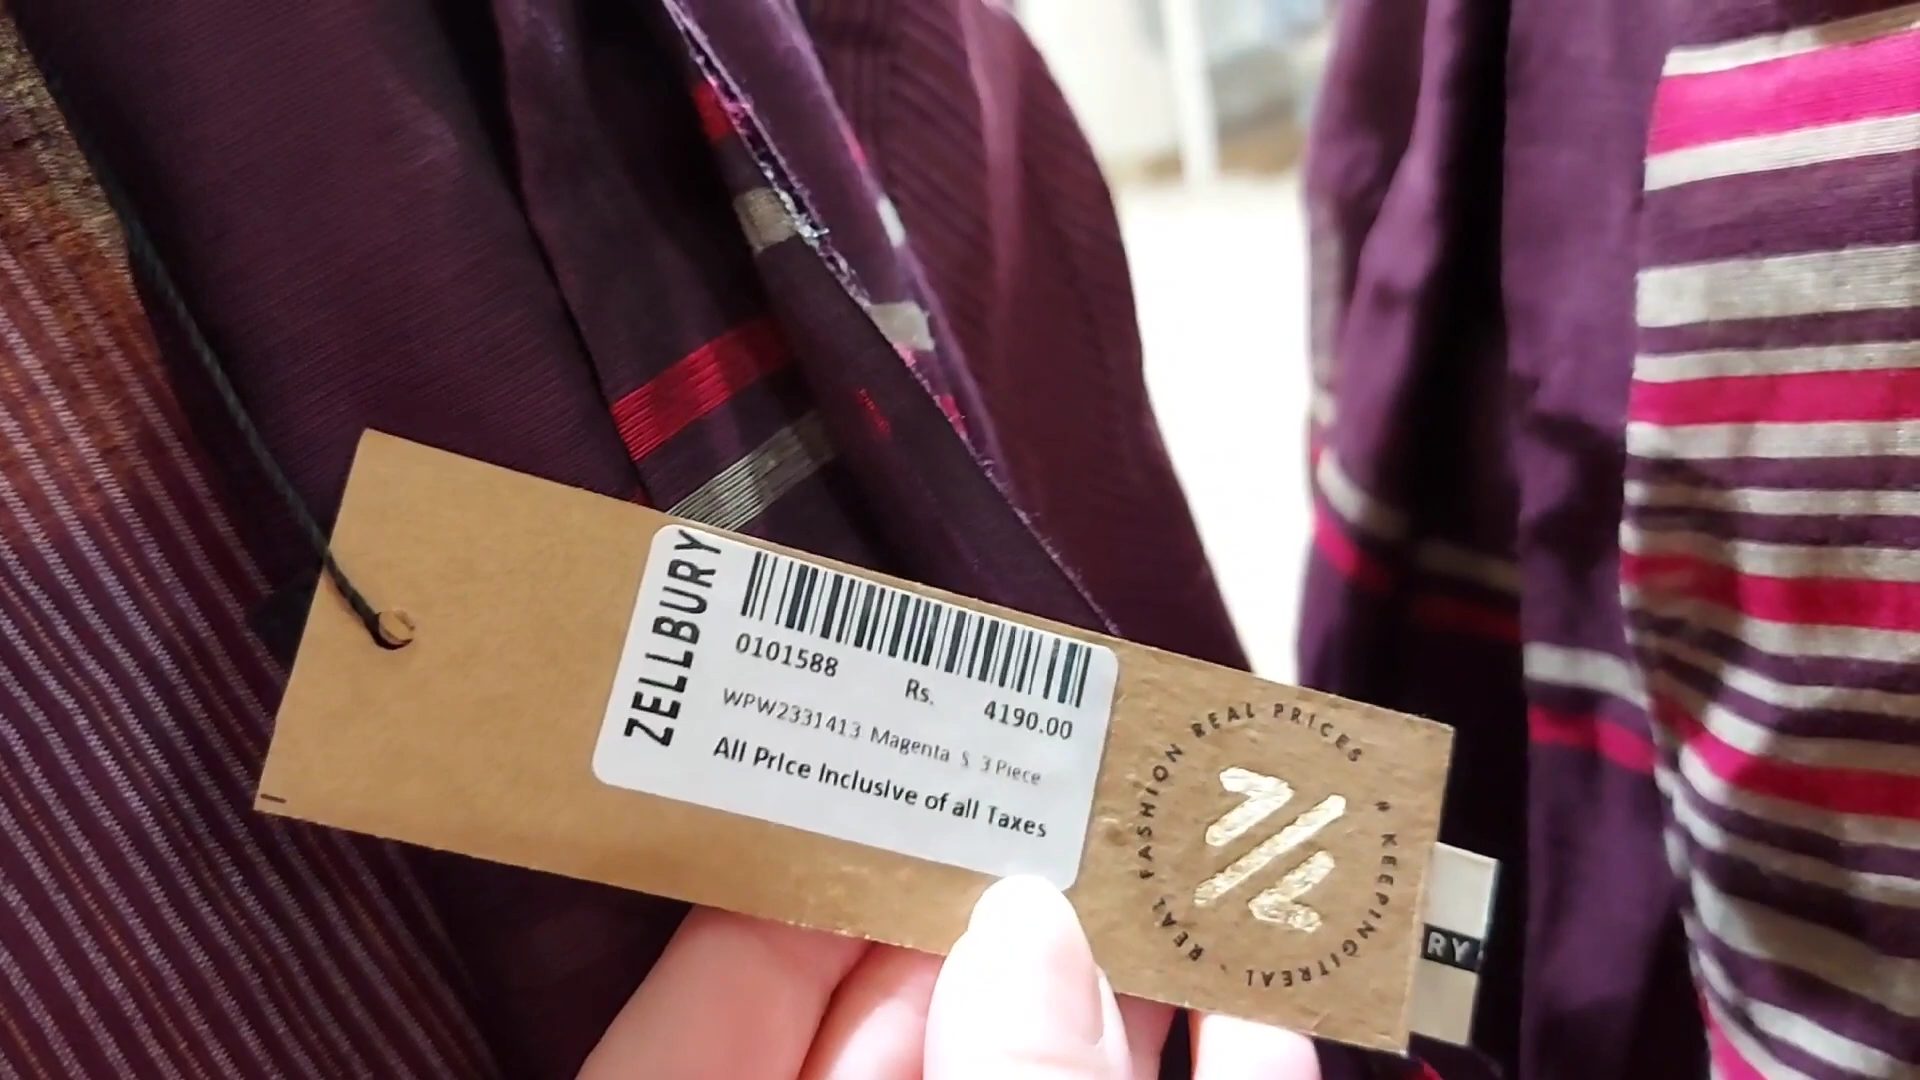 ZELLBURY
0101588
Rs. 4190.00
WPW2331413 Magenta S 3 Piece
All Price Inclusive of all Taxes
REAL FASHION REAL PRICES # KEEPINGITREAL
RY